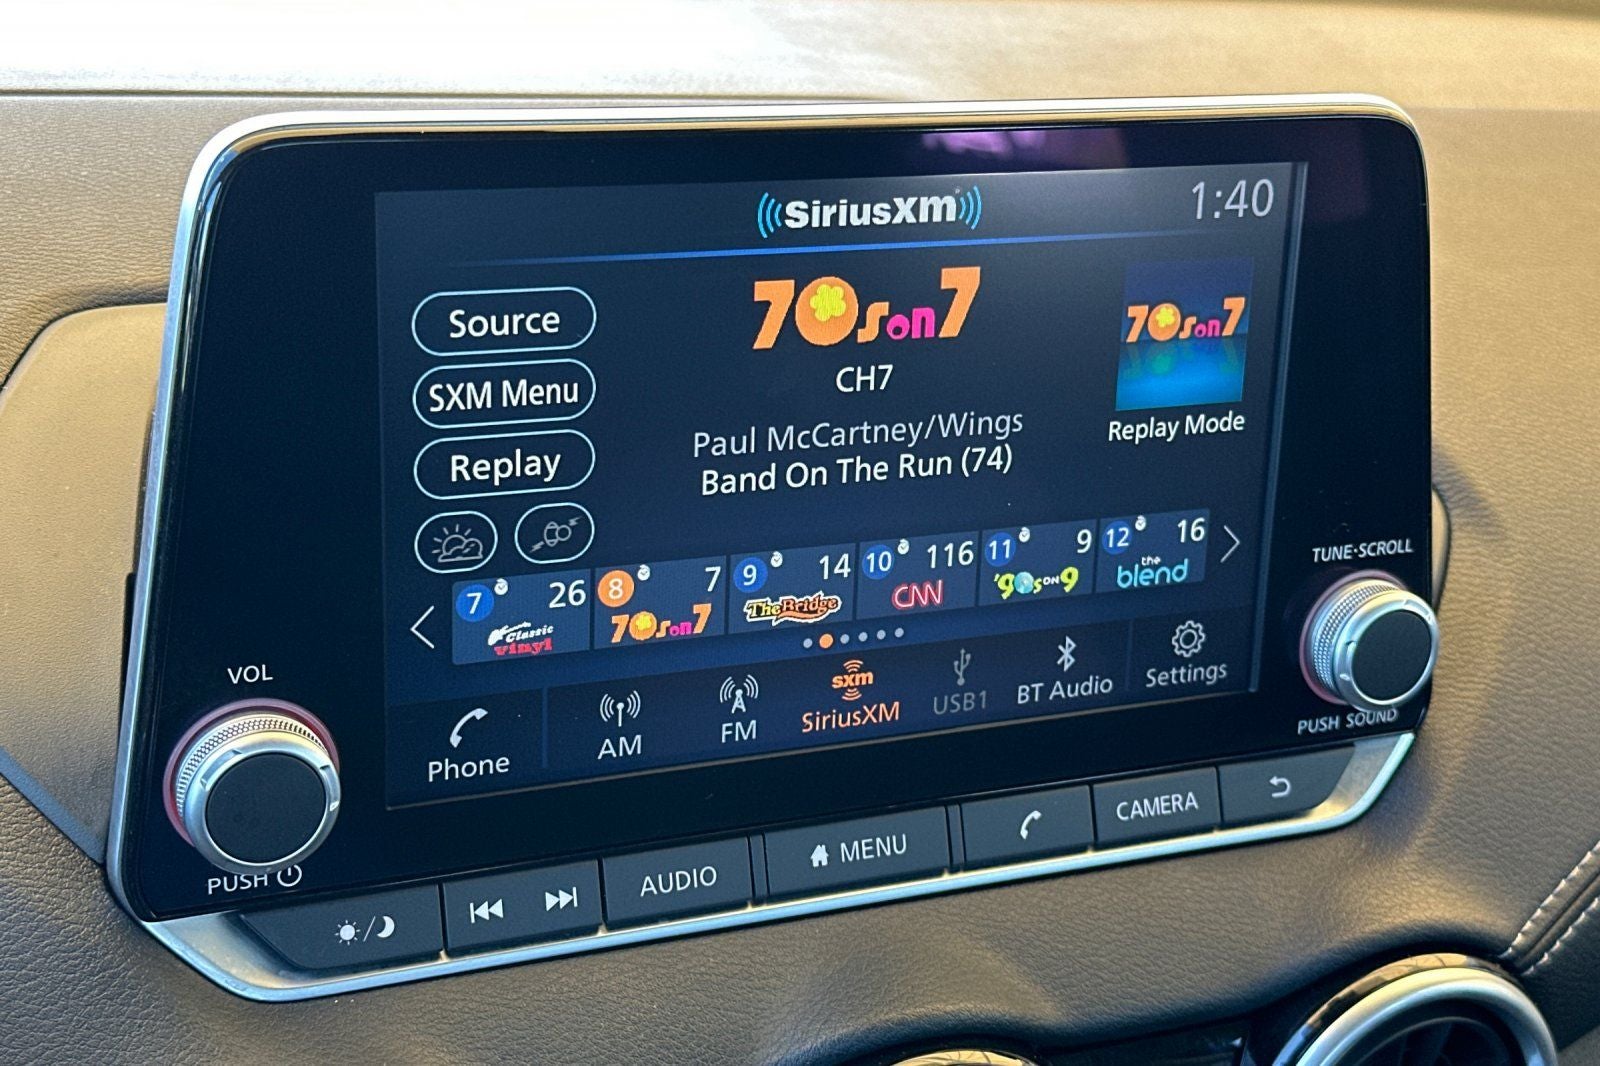 SiriusXM
1:40
Source
SXM Menu
Replay
70s on 7
CH7
Paul McCartney/Wings
Band On The Run (74)
70s on 7
Replay Mode
7 26
Classic
vinyl
8 7
70s on 7
9 14
The Bridge
10 116
CNN
11 9
'90s ON 9
12 16
the
blend
Phone
AM
FM
sxm
SiriusXM
USB1
BT Audio
Settings
VOL
PUSH
TUNE·SCROLL
PUSH SOUND
AUDIO
MENU
CAMERA